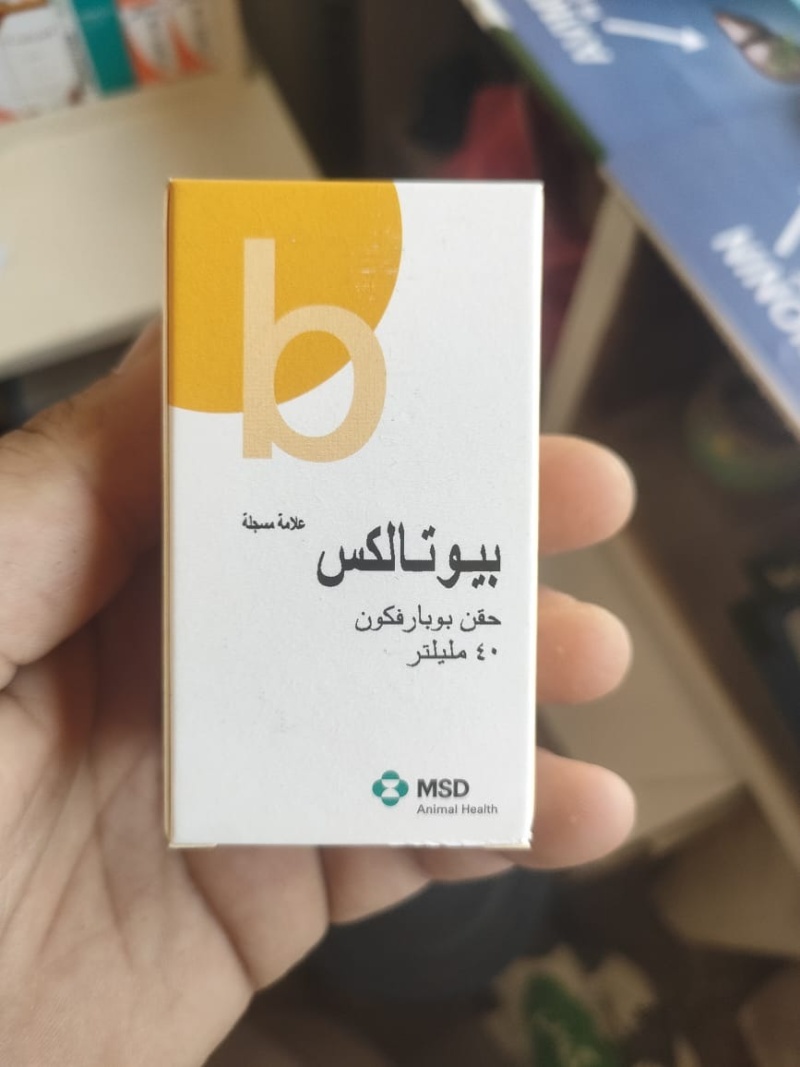 b
علامة مسجلة
بيوتالكس
حقن بوبارفكون
٤٠ مليلتر
MSD
Animal Health